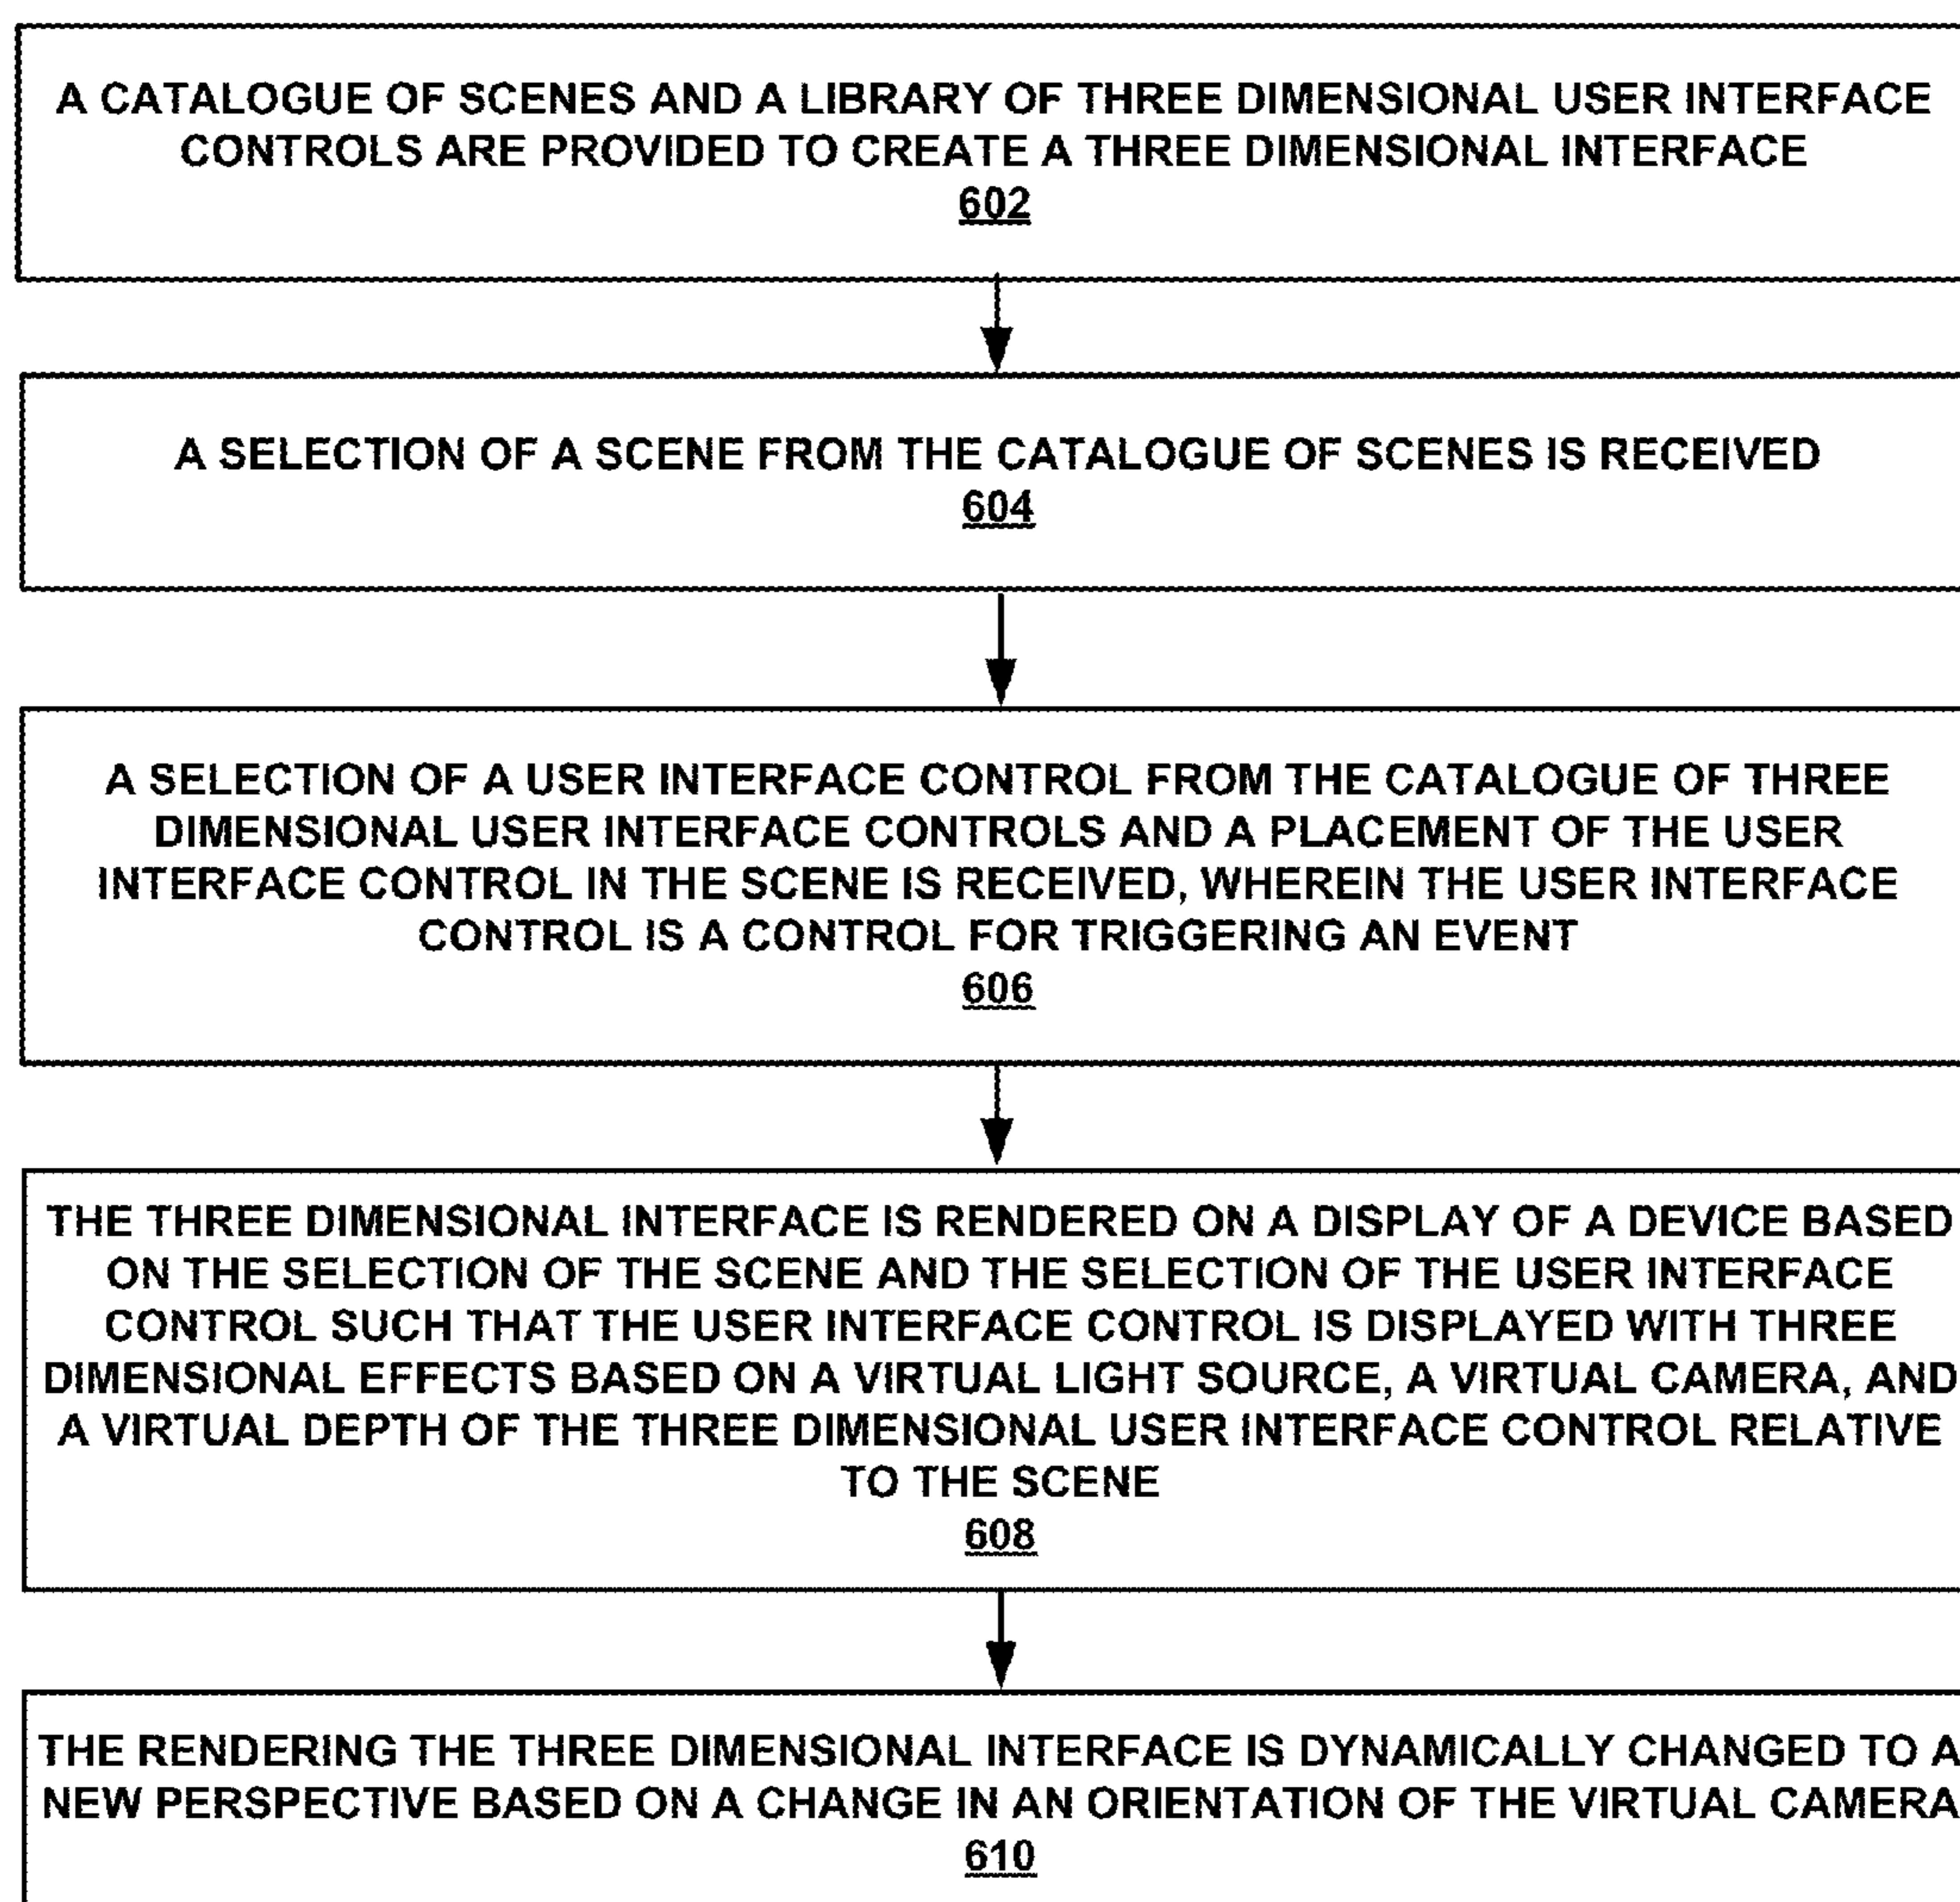 A CATALOGUE OF SCENES AND A LIBRARY OF THREE DIMENSIONAL USER INTERFACE
CONTROLS ARE PROVIDED TO CREATE A THREE DIMENSIONAL INTERFACE
602
A SELECTION OF A SCENE FROM THE CATALOGUE OF SCENES IS RECEIVED
604
A SELECTION OF A USER INTERFACE CONTROL FROM THE CATALOGUE OF THREE
DIMENSIONAL USER INTERFACE CONTROLS AND A PLACEMENT OF THE USER
INTERFACE CONTROL IN THE SCENE IS RECEIVED, WHEREIN THE USER INTERFACE
CONTROL IS A CONTROL FOR TRIGGERING AN EVENT
606
THE THREE DIMENSIONAL INTERFACE IS RENDERED ON A DISPLAY OF A DEVICE BASED
ON THE SELECTION OF THE SCENE AND THE SELECTION OF THE USER INTERFACE
CONTROL SUCH THAT THE USER INTERFACE CONTROL IS DISPLAYED WITH THREE
DIMENSIONAL EFFECTS BASED ON A VIRTUAL LIGHT SOURCE, A VIRTUAL CAMERA, AND
A VIRTUAL DEPTH OF THE THREE DIMENSIONAL USER INTERFACE CONTROL RELATIVE
TO THE SCENE
608
THE RENDERING THE THREE DIMENSIONAL INTERFACE IS DYNAMICALLY CHANGED TO A
NEW PERSPECTIVE BASED ON A CHANGE IN AN ORIENTATION OF THE VIRTUAL CAMERA
610